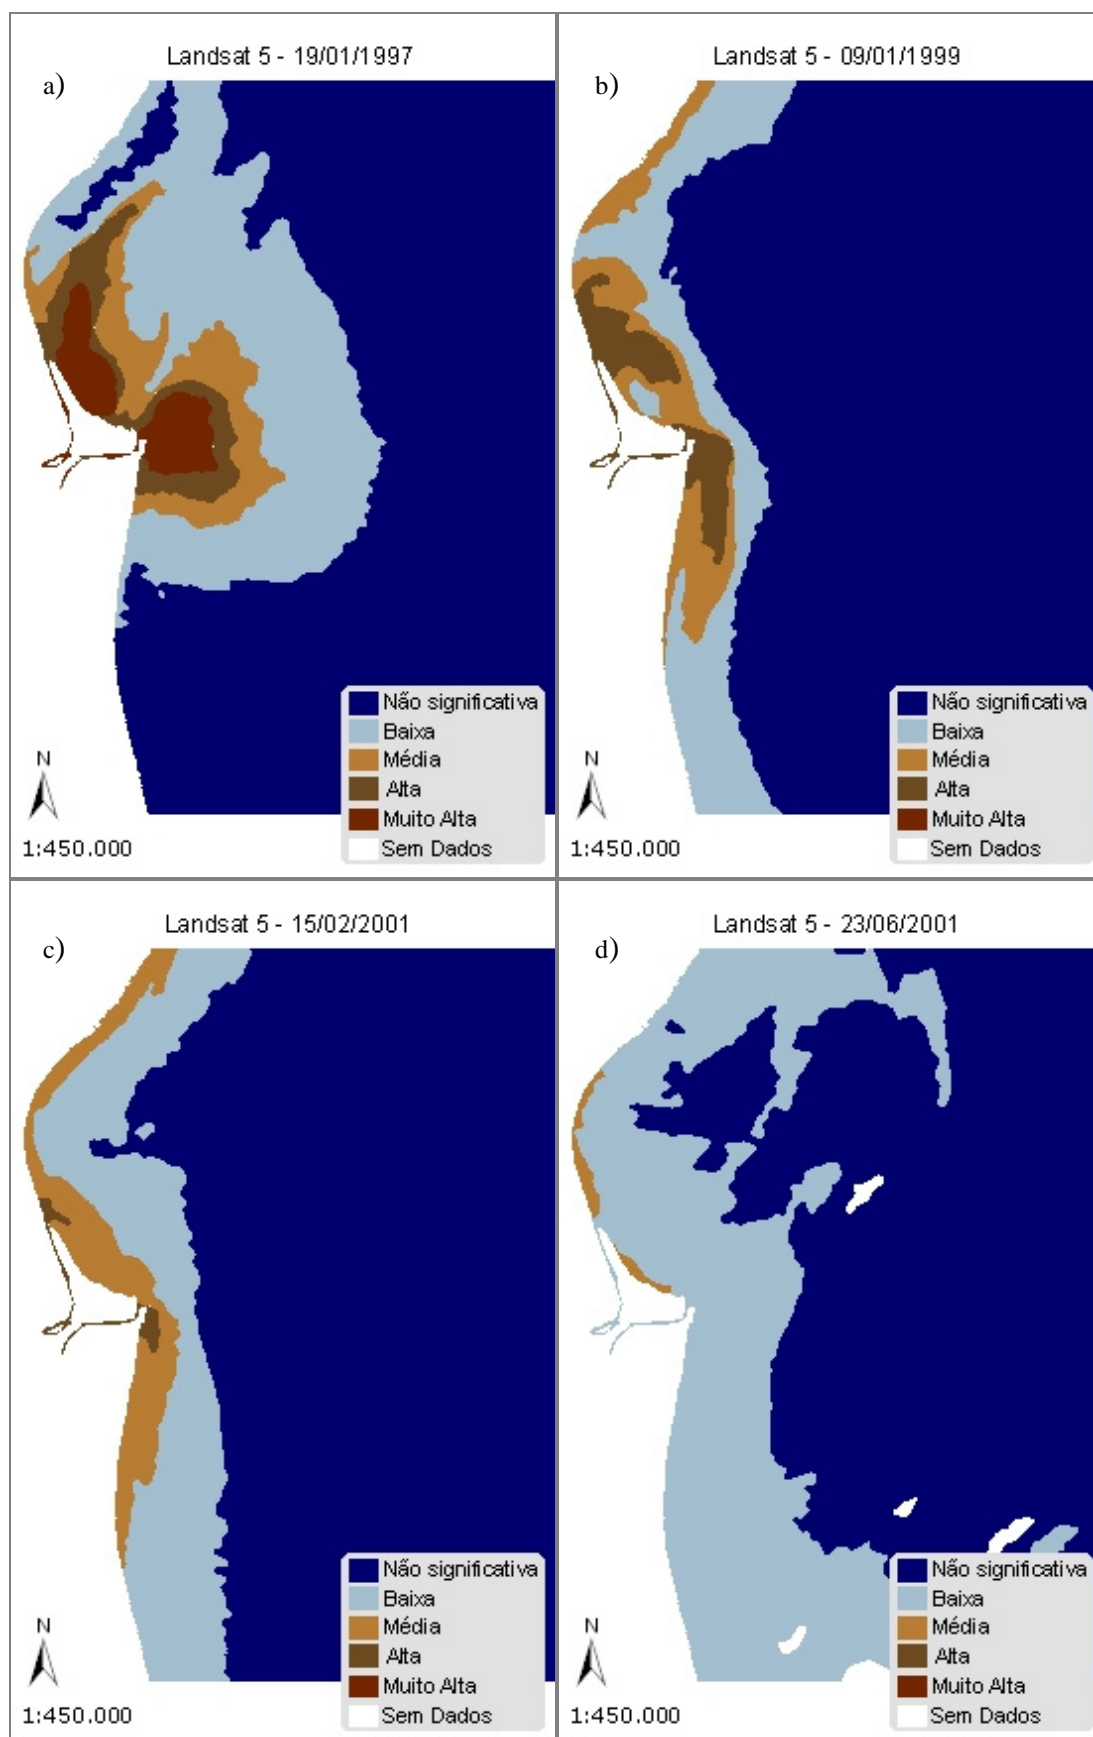 Landsat 5 - 19/01/1997
a)
Não significativa
Baixa
Média
Alta
Muito Alta
Sem Dados
N
1:450.000
Landsat 5 - 09/01/1999
b)
Não significativa
Baixa
Média
Alta
Muito Alta
Sem Dados
N
1:450.000
Landsat 5 - 15/02/2001
c)
Não significativa
Baixa
Média
Alta
Muito Alta
Sem Dados
N
1:450.000
Landsat 5 - 23/06/2001
d)
Não significativa
Baixa
Média
Alta
Muito Alta
Sem Dados
N
1:450.000